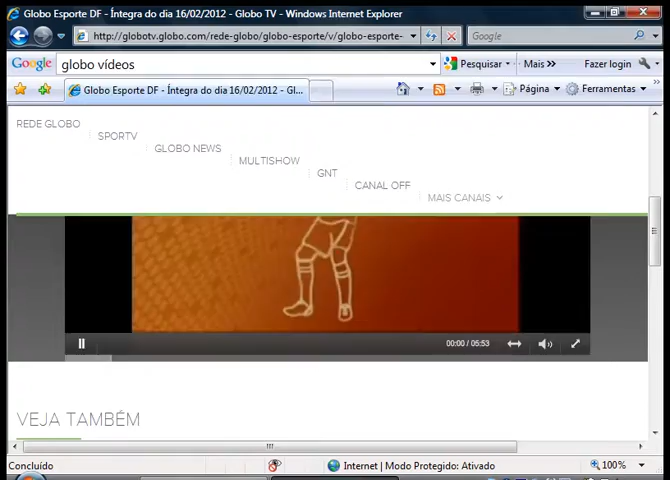 Globo Esporte DF - Íntegra do dia 16/02/2012 - Globo TV - Windows Internet Explorer
http://globotv.globo.com/rede-globo/globo-esporte/v/globo-esporte-
Google
Google
globo vídeos
Pesquisar
Mais »
Fazer login
Globo Esporte DF - Íntegra do dia 16/02/2012 - Gl...
Página
Ferramentas
REDE GLOBO
SPORTV
GLOBO NEWS
MULTISHOW
GNT
CANAL OFF
MAIS CANAIS
00:00 / 05:53
VEJA TAMBÉM
Concluído
Internet | Modo Protegido: Ativado
100%